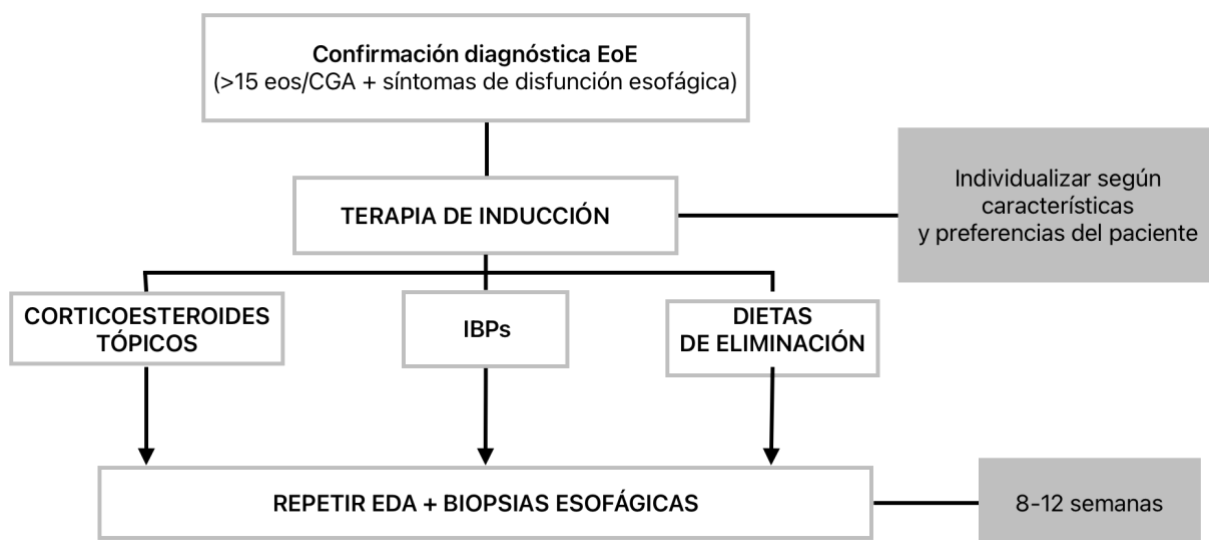 Confirmación diagnóstica EoE
(>15 eos/CGA + síntomas de disfunción esofágica)
Individualizar según
características
y preferencias del paciente
TERAPIA DE INDUCCIÓN
CORTICOESTEROIDES
TÓPICOS
IBPs
DIETAS
DE ELIMINACIÓN
REPETIR EDA + BIOPSIAS ESOFÁGICAS
8-12 semanas